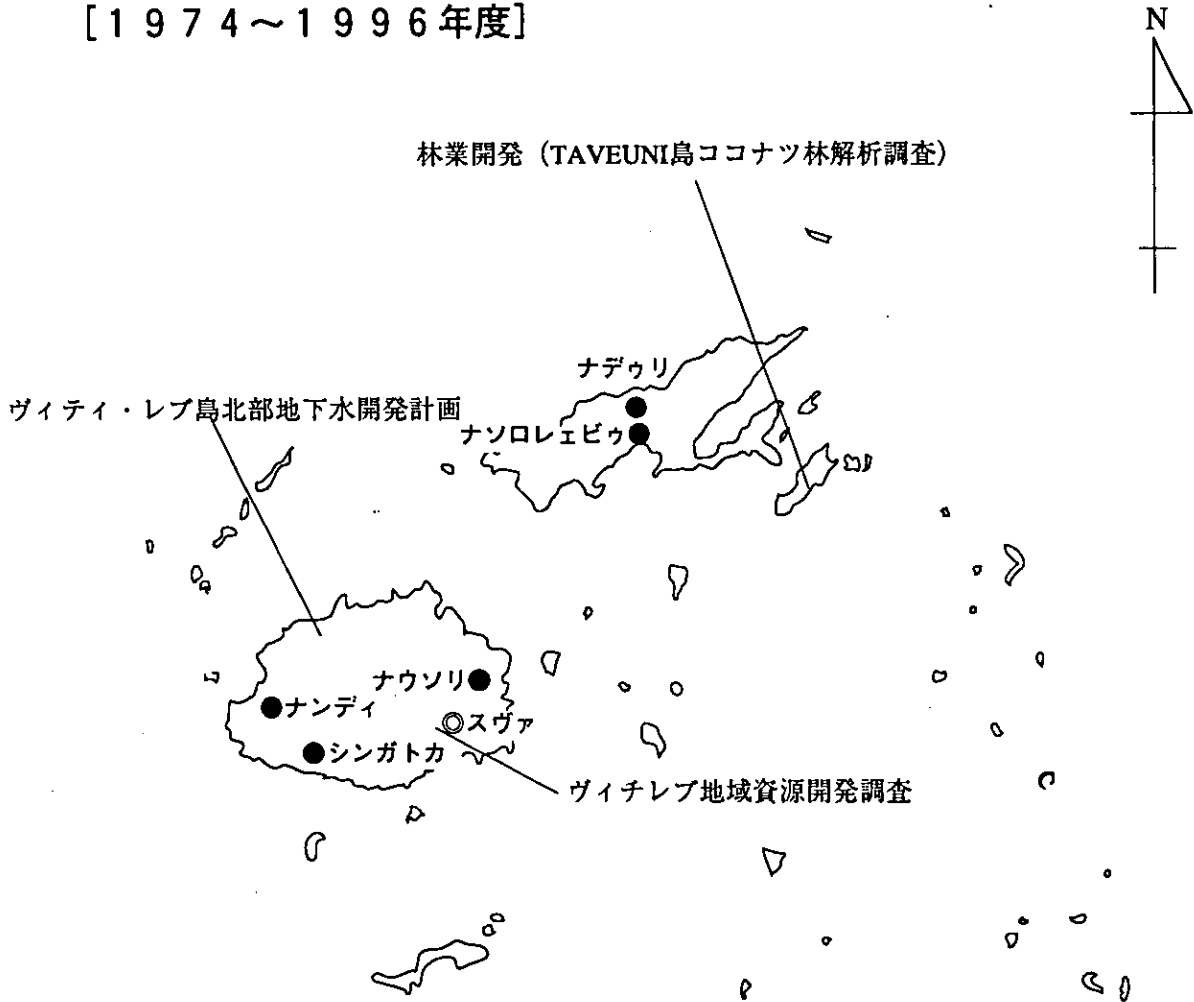 [１９７４～１９９６年度]
N
林業開発（TAVEUNI島ココナツ林解析調査）
ナデゥリ
ヴィティ・レブ島北部地下水開発計画
ナソロレェビゥ
ナウソリ
ナンディ
スヴァ
シンガトカ
ヴィチレブ地域資源開発調査